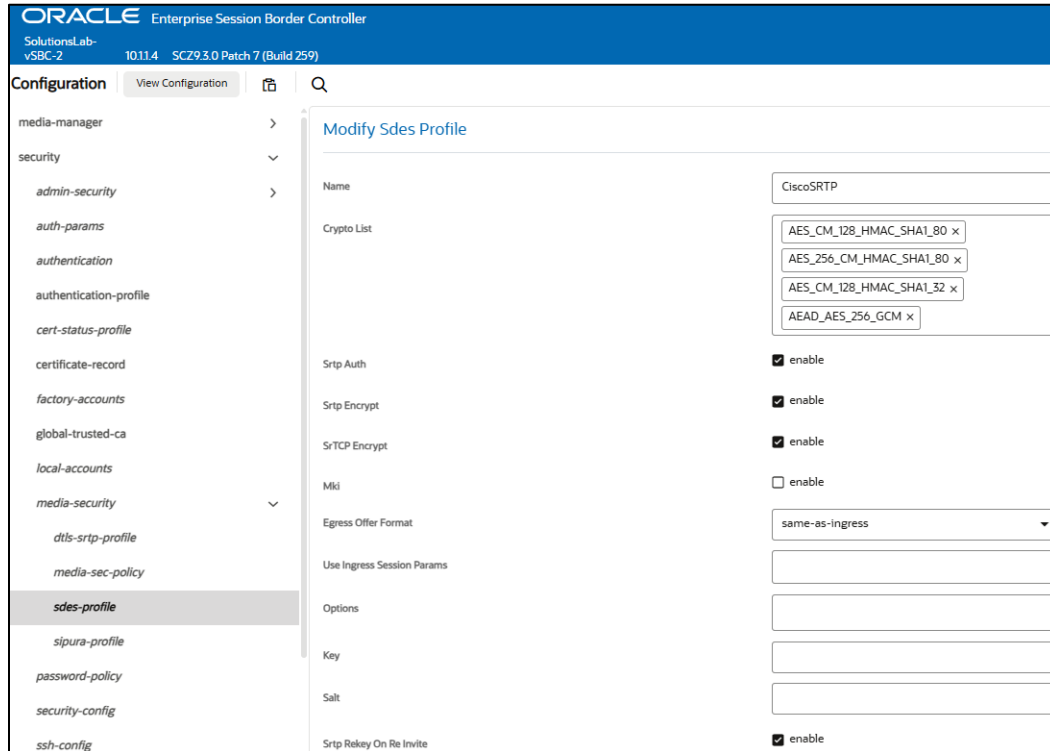 ORACLE Enterprise Session Border Controller
SolutionsLab-
vSBC-2 10.1.1.4 SCZ9.3.0 Patch 7 (Build 259)
Configuration View Configuration
media-manager
security
admin-security
auth-params
authentication
authentication-profile
cert-status-profile
certificate-record
factory-accounts
global-trusted-ca
local-accounts
media-security
dtls-srtp-profile
media-sec-policy
sdes-profile
sipura-profile
password-policy
security-config
ssh-config
Modify Sdes Profile
Name CiscoSRTP
Crypto List AES_CM_128_HMAC_SHA1_80 ×
AES_256_CM_HMAC_SHA1_80 ×
AES_CM_128_HMAC_SHA1_32 ×
AEAD_AES_256_GCM ×
Srtp Auth enable
Srtp Encrypt enable
SrTCP Encrypt enable
Mki enable
Egress Offer Format same-as-ingress
Use Ingress Session Params
Options
Key
Salt
Srtp Rekey On Re Invite enable